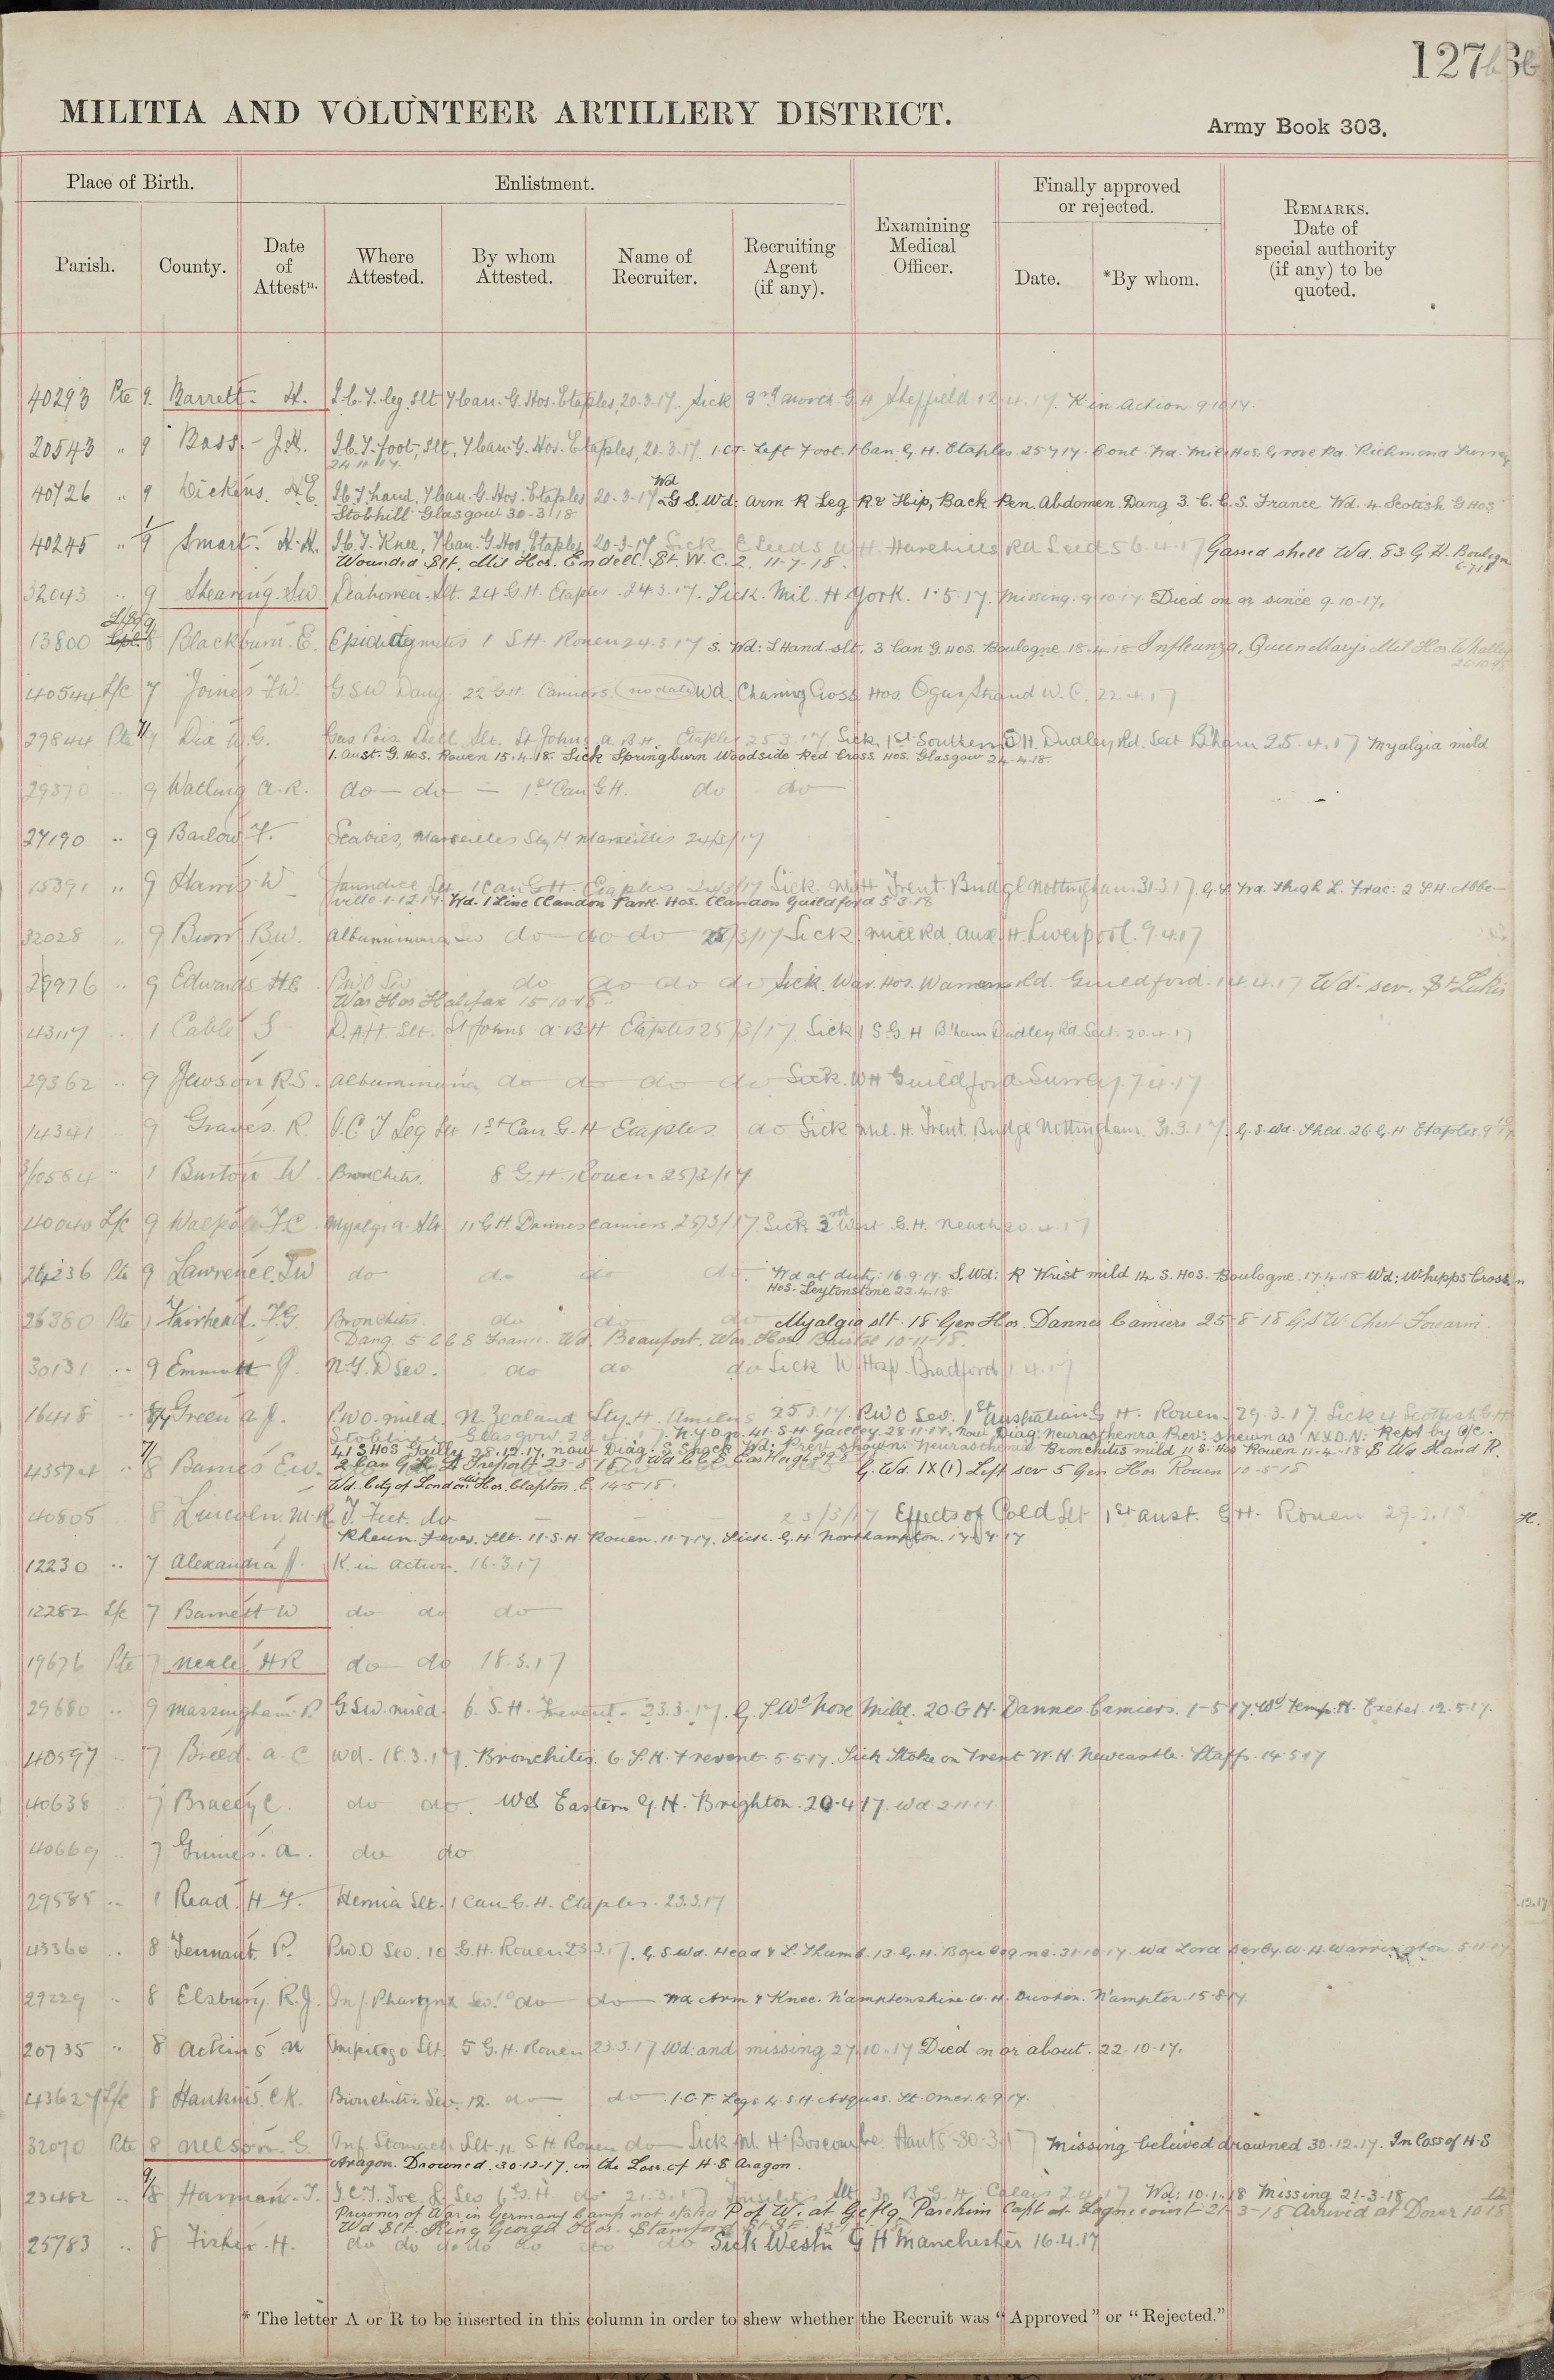 127
MILITIA AND VOLUNTEER ARTILLERY DISTRICT.
Army Book 303.
Place of Birth.
Enlistment.
Finally approved or rejected.
Parish.
County.
Date of Attestn.
Where Attested.
By whom Attested.
Name of Recruiter.
Recruiting Agent (if any).
Examining Medical Officer.
Date.
*By whom.
REMARKS. Date of special authority (if any) to be quoted.
40293 Pte 9 Barrett. H. I.C.T. leg, Slt 7 Can. G. Hos. Etaples, 20.3.17. Sick 3rd North G H Sheffield 12.4.17. K in Action 9 10 17.
20543 " 9 Bass. J.H. I.C.T. foot, Slt. 7 Can. G. Hos. Etaples, 20.3.17. I.C.T. Left Foot. 1 Can. G. H. Etaples. 25 7 17. Cont. Mil. Hos. Grove Rd. Richmond Surrey
24 11 17.
40726 " 9 Dickens. A.E. I.C.T. hand, 7 Can. G. Hos. Etaples 20-3-17. Wd G.S. Wd: Arm R Leg R & Hip, Back Pen. Abdomen. Dang 3. C.C.S. France Wd. 4 Scottish G Hos
Stobhill Glasgow 30-3-18
40245 " 1/9 Smart. H.H. I.C.T. Knee, 7 Can. G. Hos Etaples 20-3-17 Sick E Leeds W H. Harehills Rd Leeds 6.4.17 Gassed shell Wd. 83 G H. Boulogne
Wounded Slt. Mil Hos. Endell. St. W.C.2. 11-7-18. 6-7-18
32043 " 9 Shearing. S.W. Diahorrea. Slt. 24 G.H. Etaples. 24.3.17. Sick. Mil. H York. 1.5.17. Missing. 9.10.17. Died on or since 9.10.17.
13800 8 Blackburn. E. Epididymitis 1 S H. Rouen 24.3.17 S. Wd: L Hand slt. 3 Can G. Hos. Boulogne. 18-4-18 Influenza, Queen Marys Mil Hos. Whalley
40544 L/c 7 Joines F.W. G.S.W Dang. 22 G.H. Camiers. (no date) Wd. Charing Cross Hos. Agar Strand W.C. 22.4.17
29844 Pte 7/9 Dix W.G. Gas Pois Shell Slt. St Johns A B H. Etaples 25.3.17 Sick. 1st Southern G H. Dudley Rd. Sect B'ham 25.4.17 Myalgia mild
1. Aust. G. Hos. Rouen 15.4.18. Sick Springburn Woodside Red Cross Hos. Glasgow 24-4-18.
29370 " 9 Watling A.R. do — do — 1st Can G H. do do
27190 " 9 Barlow F. Scabies, Marseilles Sty H Marseilles 24/3/17
15391 " 9 Harris W Jaundice Slt. 1 Can G H. Etaples 24/3/17 Sick. Mil H Trent. Bridge Nottingham. 31.3.17. Thigh L. Frac: 2 S.H. Abbe-
ville 1.12.17. Wd. 1 Line Clandon Park. Hos. Clandon Guildford 5 3.18
32028 " 9 B.W. Albuminuria Sev do do do 25/3/17 Sick. Mill Rd. Aux. H. Liverpool. 9.4.17
29976 " 9 Edwards H.E P.U.O Sev do do do do Sick. War. Hos. Warren Rd. Guildford. 14.4.17 Wd. sev. St Lukes
War Hos Halifax 15 10 18.
43117 " 1 Cable S St Johns A. B H Etaples 25/3/17 Sick 1 S G. H B'ham Dudley Rd Sect. 20.4.17
29362 " 9 Jewson R.S. Albuminuria do do do do Sick. W H Guildford Surrey. 7.4.17
14341 " 9 Graves. R. I.C.T Leg Slt 1st Can G. H Etaples. do Sick Mil. H. Trent. Bridge Nottingham 31.3.17. G.S. Wd. Shld. 26 G.H Etaples. 9
3/10554 " 1 Burton W Bronchitis. 8 G.H. Rouen 25/3/17
40040 L/c 9 Walpole F.C. Myalgia. Slt 11 G.H. Dannes Camiers 25/3/17. Sick 3rd West. G.H. Neath 20.4.17
24236 Pte 9 Lawrence. J.W do do do do. Wd at duty: 16.9.17. S. Wd: R Wrist mild 14 S. Hos. Boulogne. 17-4-18 Wd: Whipps Cross
Hos. Leytonstone 22.4.18
26380 Pte 1 Fairhead. F.G. Bronchitis. do do do Myalgia slt. 18 Gen Hos. Dannes Camiers 25-8-18 G.S.W. Chest Forearm.
Dang. 5 C C S France. Wd. Beaufort. War. Hos. Bristol 10-11-18.
30131 " 9 Emmott J. N.Y.D Sev. do do do Sick W. Hosp. Bradford 1.4.17
16418 " 8/7 Green A J. P.U.O. mild. N. Zealand Sty. H. Amiens 25.3.17. P.U.O Sev. 1st Australian G H. Rouen. 29.3.17. Sick 4 Scottish G H
Stobhill Glasgow. 28.4.17. N.Y.D.N. 41. S.H. Gailley. 28.11.17. now Diag: Neurasthenia Prev: shewn as N.Y.D.N: Rept by O/c.
41 S Hos Gailly 28.12.17. now Diag. S. Shock Wd: Prev shown. Neurasthenia Bronchitis mild 11 S. Hos Rouen 11-4-18 S Wd Hand R.
43574 " 7/8 Barnes E.W. 2 Can G H. Treport 23-8-18 G. Wd. IX (1) Left sev 5 Gen Hos Rouen 10-5-18
Wd. City of London Mil Hos. Clapton. E. 14-5-18.
40805 8 Lincoln. M.R. T. Feet. do 23/3/17 Effects of Cold Slt 1st Aust. G H. Rouen 29.3.17 H.
Rheum. Fever. Slt. 11. S. H. Rouen. 11.7.17. Sick. G.H Northampton. 17.8.17
12230 " 7 Alexandra J. K. in action. 16.3.17
12282 L/c 7 Barnett W do do do
19676 Pte 7 Neale. H R do do 18.3.17
29680 " 9 Massingham. P. G S W. mild. 6. S.H. Frevent. 23.3.17. G.S. Wd Nose Mild. 20 G H. Dannes Camiers. 1-5-17. Wd Temp. H. Exeter. 12.5.17.
40597 " 7 Breed. A. C Wd. 18.3.17. Bronchitis. 6. S.H. Frevent. 5.5.17. Sick Stoke on Trent W.H. Newcastle. Staffs. 14.5.17
40638 " 7 Bracey C. do do. Wd Eastern G.H. Brighton. 20.4.17. Wd. 2.11.17
40669 " 7 Grimes. A. do do
29585 " 1 Read. H F. Hernia Slt. 1 Can. G. H. Etaples. 23.3.17
43360 " 8 Tennant. P. P.U.O Sev. 10 G.H. Rouen 23.3.17. G.S. Wd. Head & L. Thumb. 13 G.H. Boulogne. 31.10.17. Wd Lord Derby W.H. Warrington. 5.11.17
29229 " 8 Elsbury. R.J. Inf. Pharynx Sev. 10 do do Wd Arm & Knee. N'amptonshire W.H. Duston. N'ampton. 15.8.17.
20735 " 8 Ackins N Impitago Slt. 5 G.H. Rouen 23.3.17 Wd: and missing 27.10.17 Died on or about. 22-10-17.
43627 L/c 8 Hankins. C.K. Bronchitis. Sev. 12. do do I.C.T. Legs 4. S.H. Arques. St. Omer. 4.9.17.
32070 Pte 8 Nelson. G. Inf. Stomach Slt. 11. S.H. Rouen do Sick Mil. H. Boscombe Hants. 30.3.17 Missing beleived drowned 30.12.17. In loss of H.S
Aragon. Drowned. 30-12-17. in the Loss. of H.S Aragon.
23482 " 9/8 Harman. T. I.C.T. Toe. Sev 6 G.H. do 21.3.17 Slt 30 B.G.H. Calais 2.4.17 Wd: 10.1.18 Missing 21-3-18
Prisoner of War in Germany camp not stated P of W. at Geflg Parchim Capt at Lagnecourt 21-3-18 Arrived at Dover
Wd Slt. King George Hos. Stamford St. S.E.
25783 " 8 Fisher. H. do do do do do do do Sick Westn G H Manchester 16.4.17
* The letter A or R to be inserted in this column in order to shew whether the Recruit was "Approved" or "Rejected."